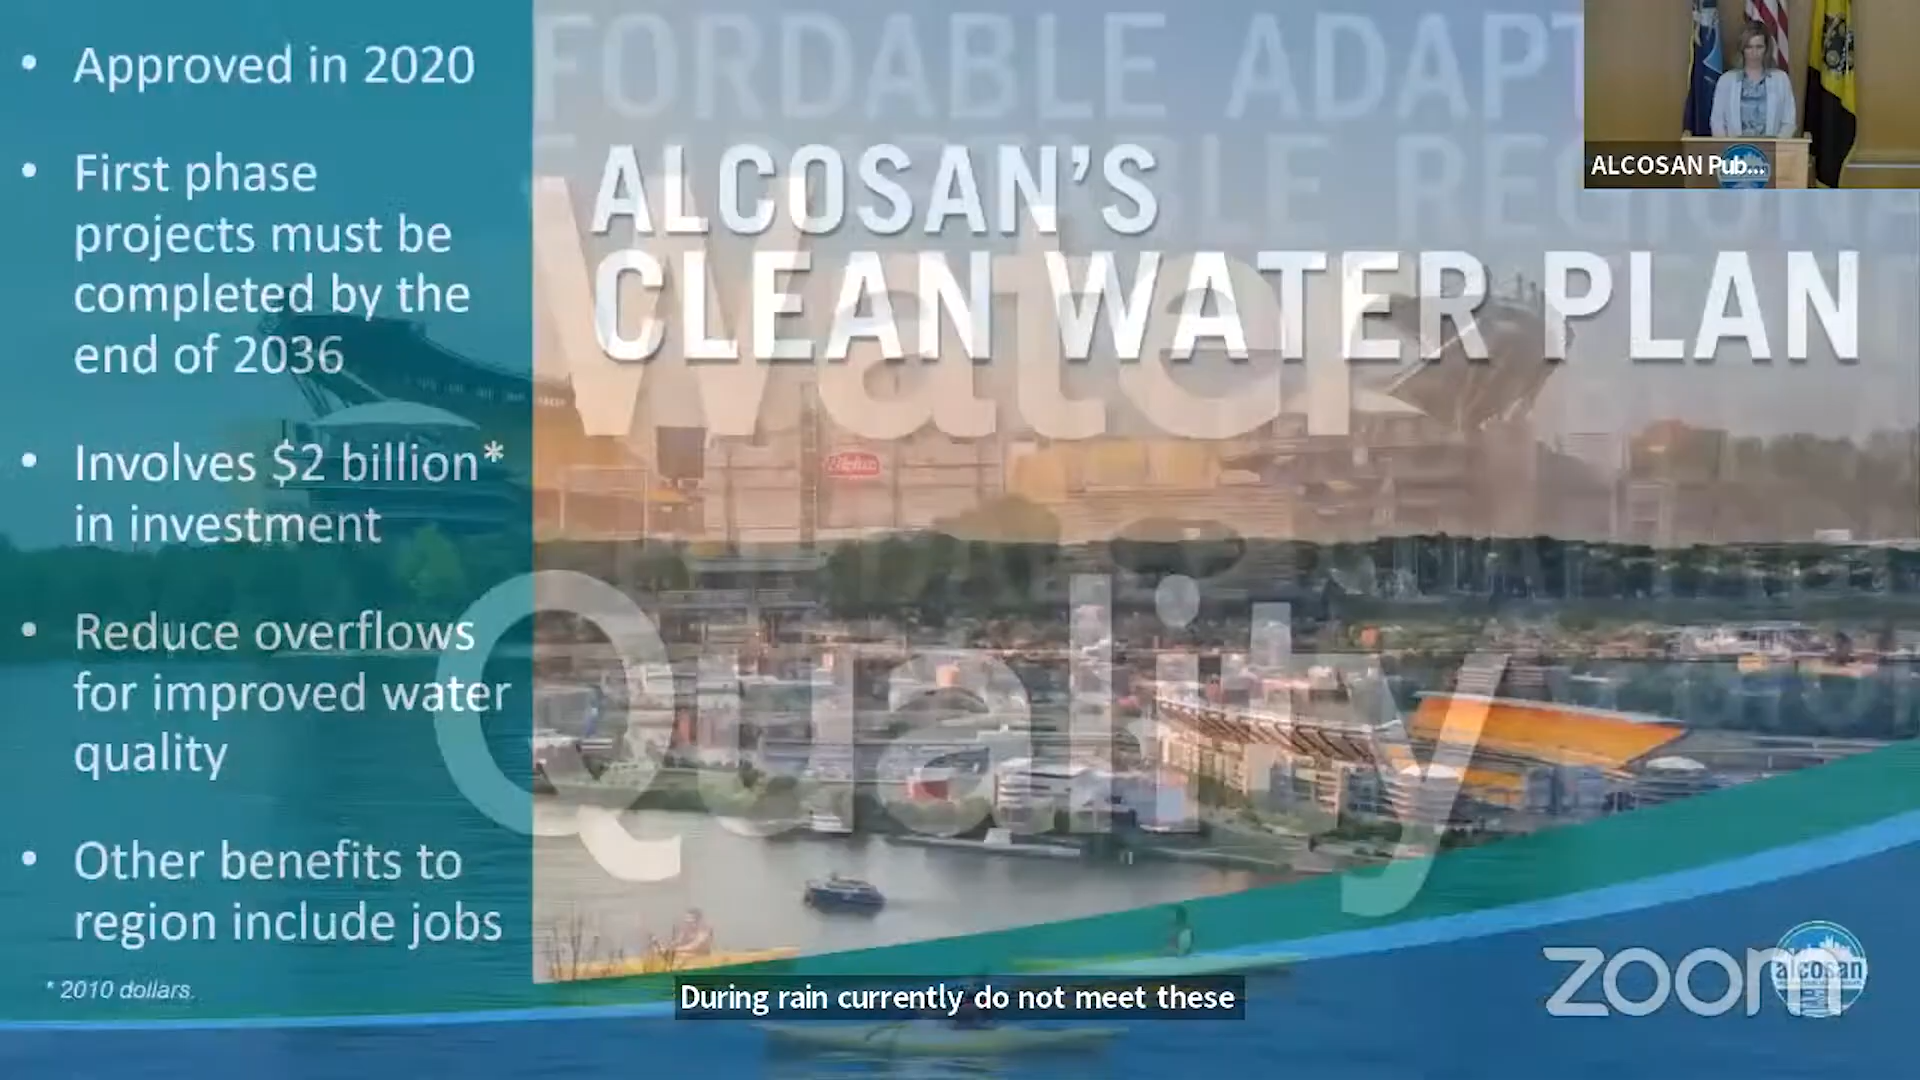 • Approved in 2020
• First phase
projects must be
completed by the
end of 2036
• Involves $2 billion*
in investment
• Reduce overflows
for improved water
quality
• Other benefits to
region include jobs
* 2010 dollars.
FORDABLE ADAPT
ALCOSAN'S
CLEAN WATER PLAN
Water
Quality
ALCOSAN Pub...
During rain currently do not meet these
zoom
alcosan